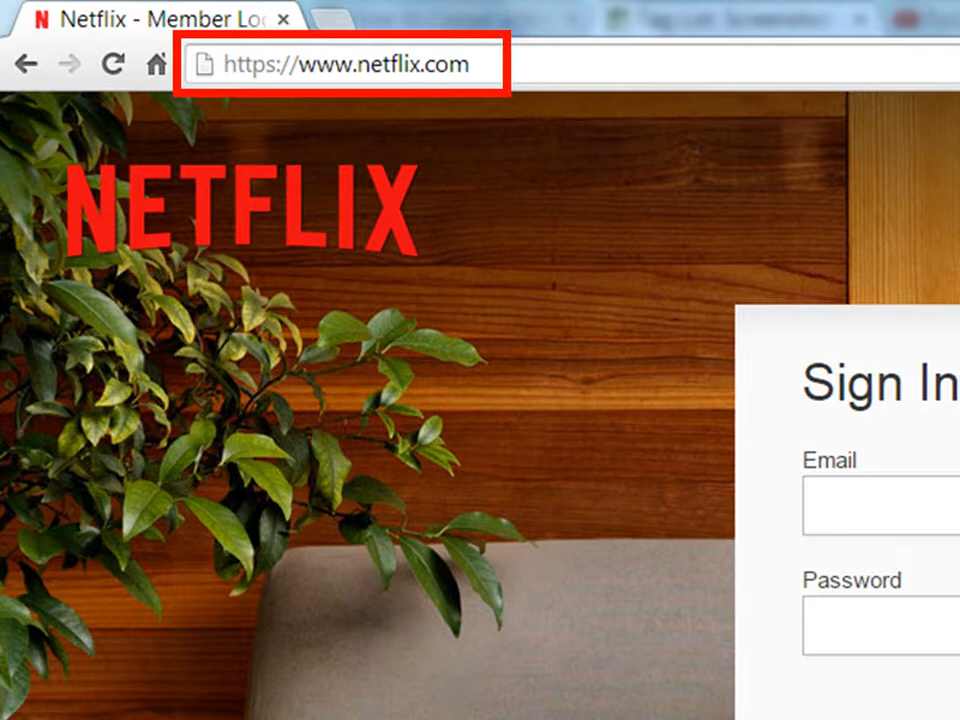 Netflix - Member Lo
https://www.netflix.com
NETFLIX
Sign In
Email
Password